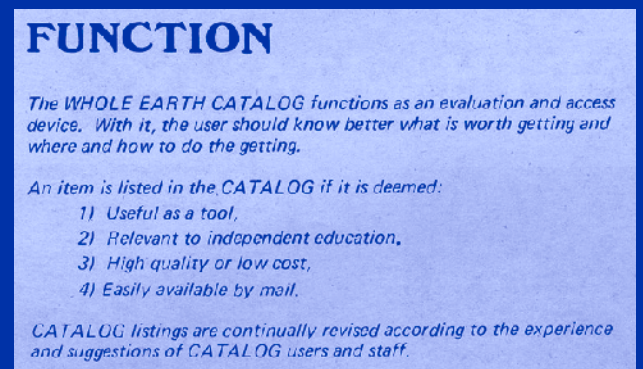 FUNCTION
The WHOLE EARTH CATALOG functions as an evaluation and access
device. With it, the user should know better what is worth getting and
where and how to do the getting.
An item is listed in the CATALOG if it is deemed:
1) Useful as a tool,
2) Relevant to independent education,
3) High quality or low cost,
4) Easily available by mail.
CATALOG listings are continually revised according to the experience
and suggestions of CATALOG users and staff.